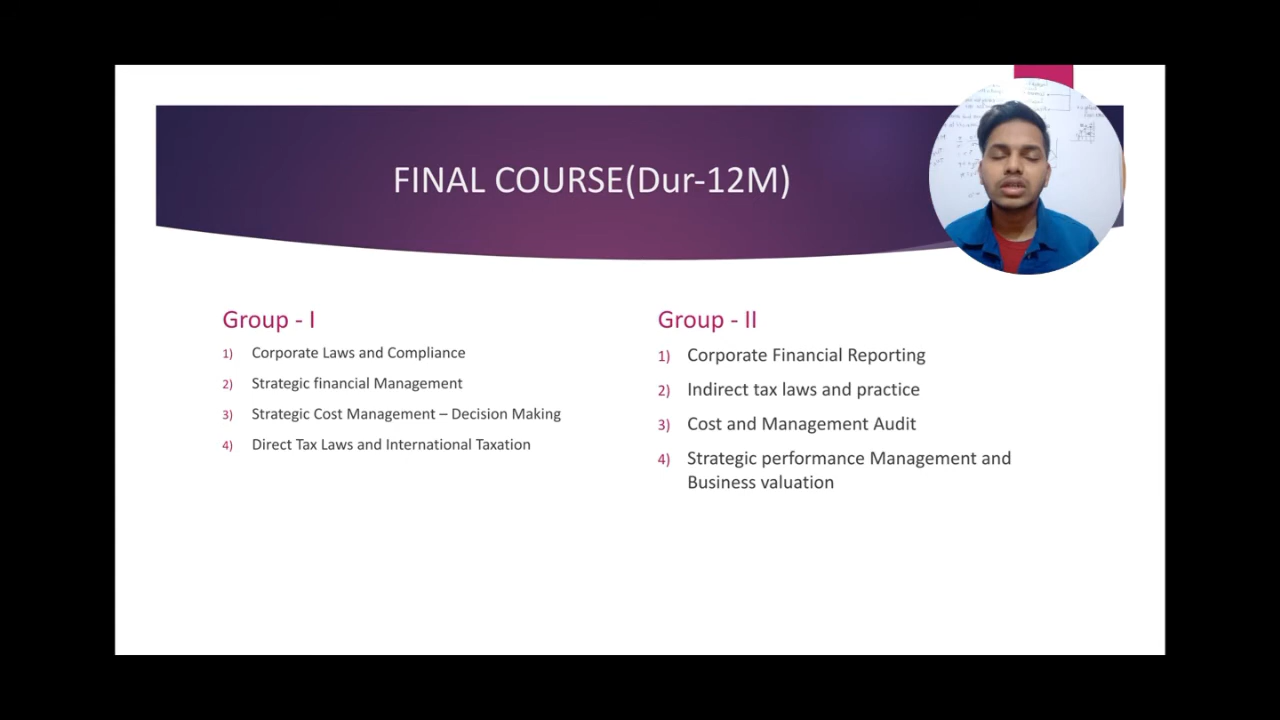 FINAL COURSE(Dur-12M)
Group - I
1) Corporate Laws and Compliance
2) Strategic financial Management
3) Strategic Cost Management – Decision Making
4) Direct Tax Laws and International Taxation
Group - II
1) Corporate Financial Reporting
2) Indirect tax laws and practice
3) Cost and Management Audit
4) Strategic performance Management and
Business valuation